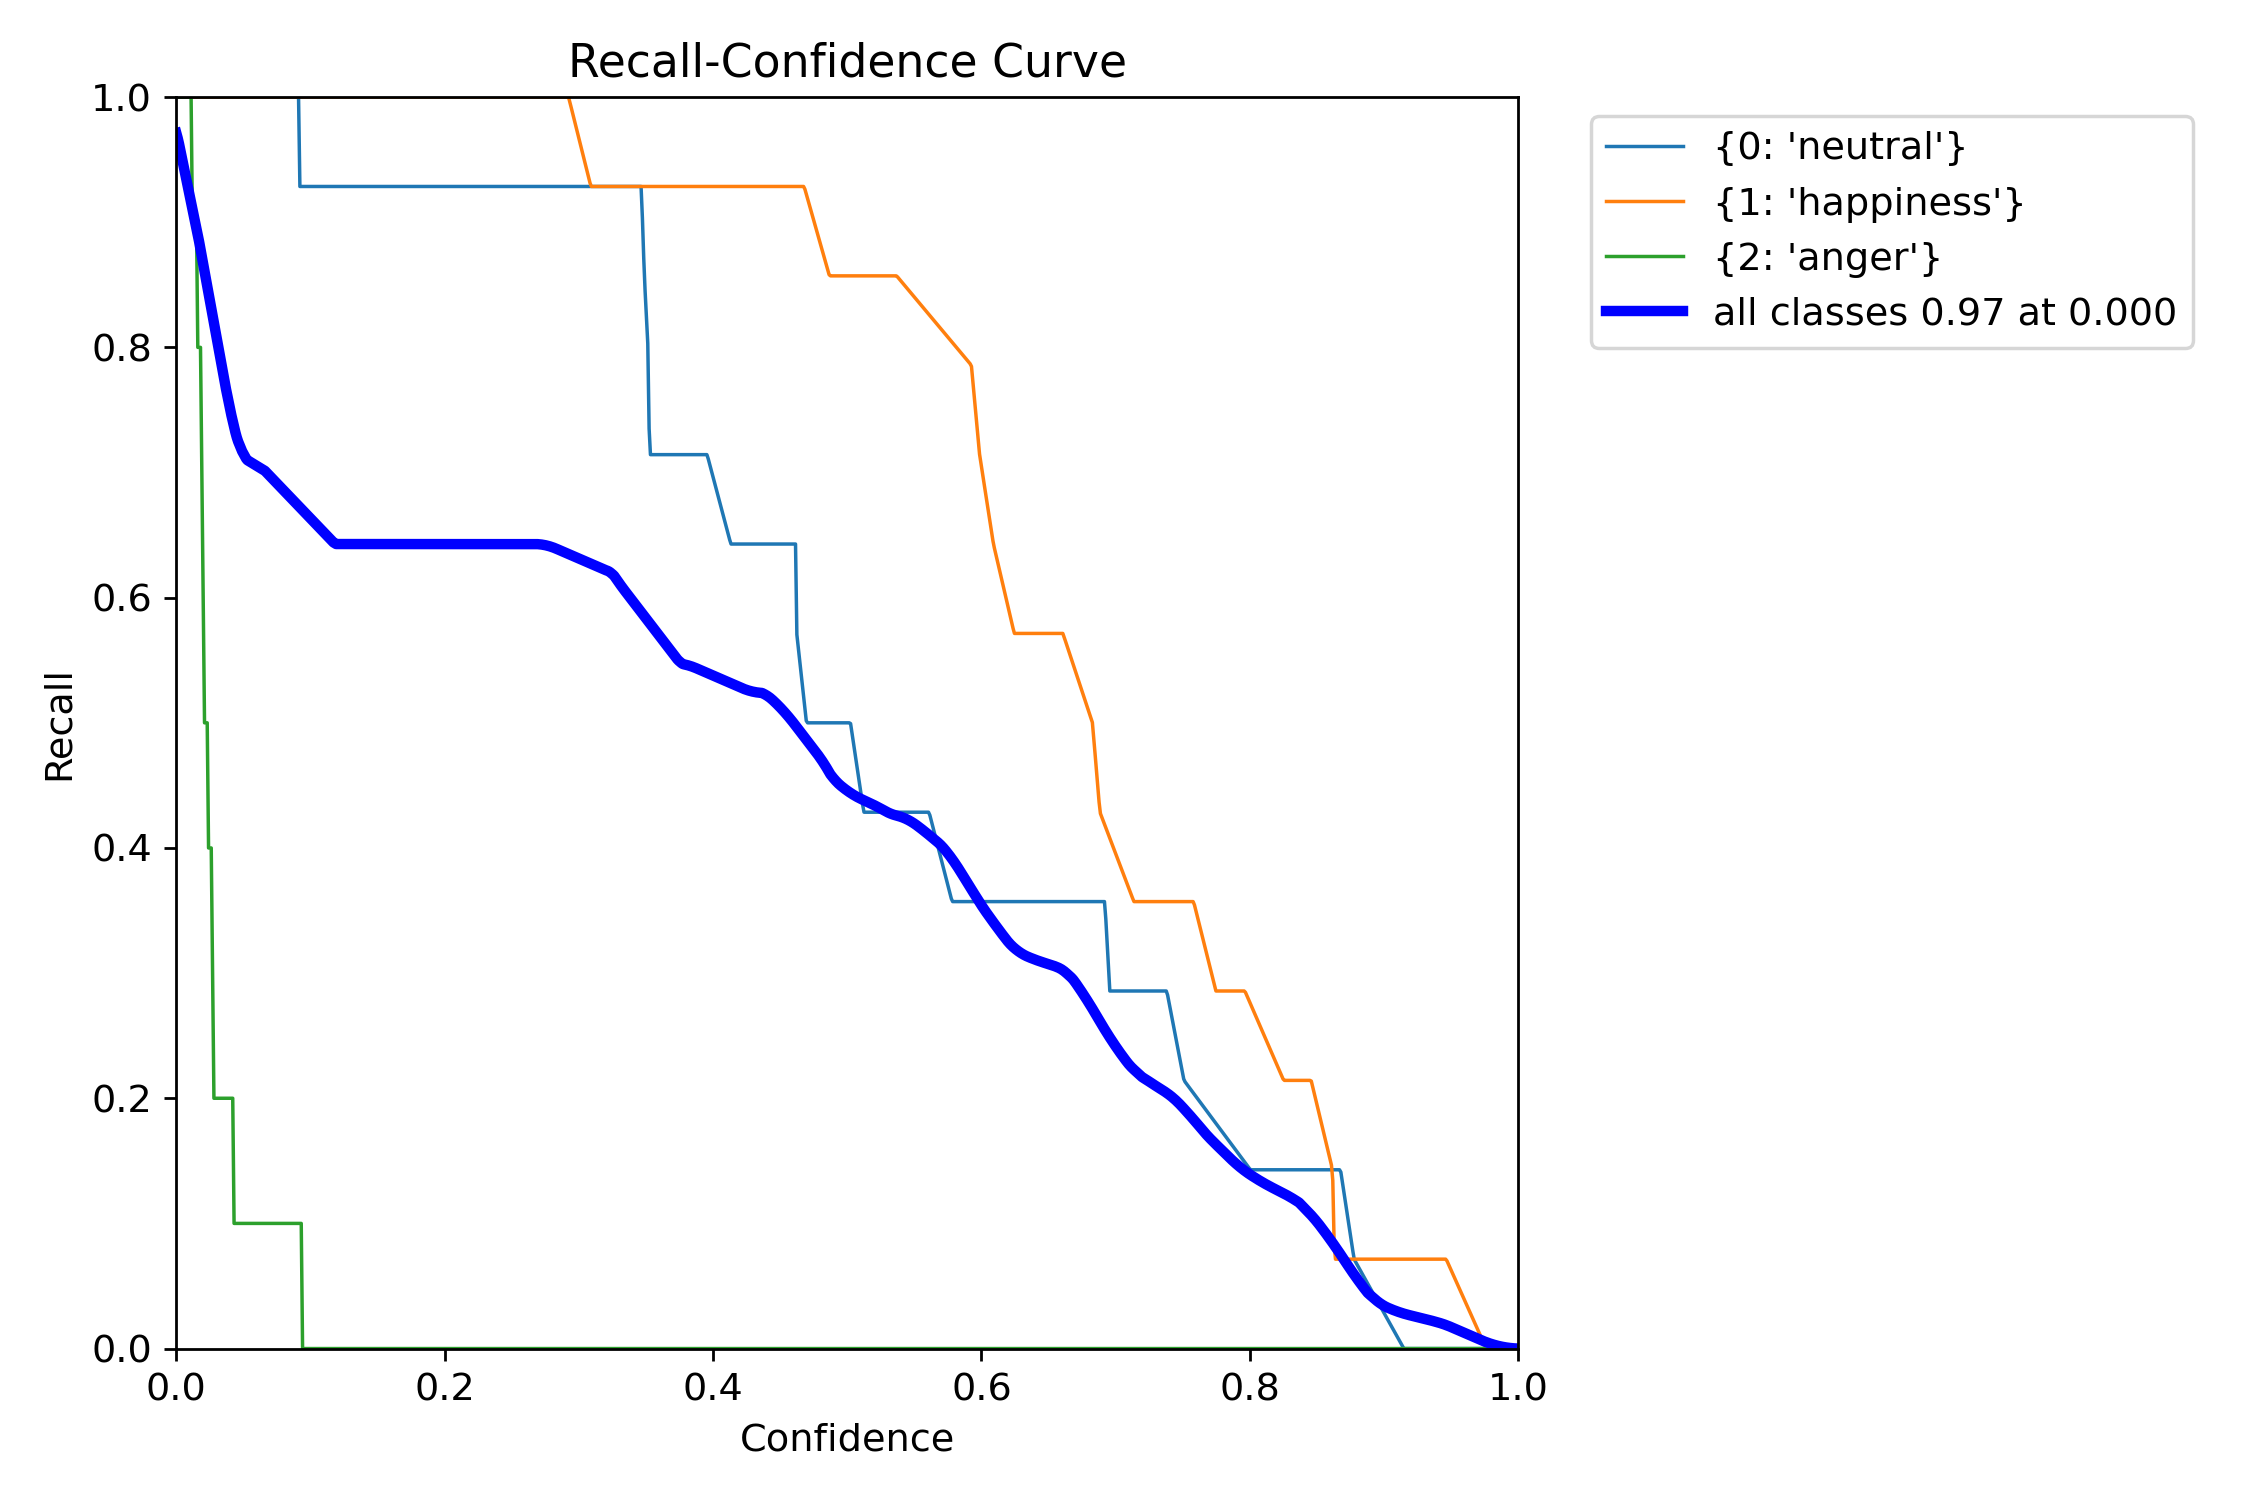 Recall-Confidence Curve
1.0
0.8
0.6
0.4
0.2
0.0
Recall
0.0 0.2 0.4 0.6 0.8 1.0
Confidence
{0: 'neutral'}
{1: 'happiness'}
{2: 'anger'}
all classes 0.97 at 0.000